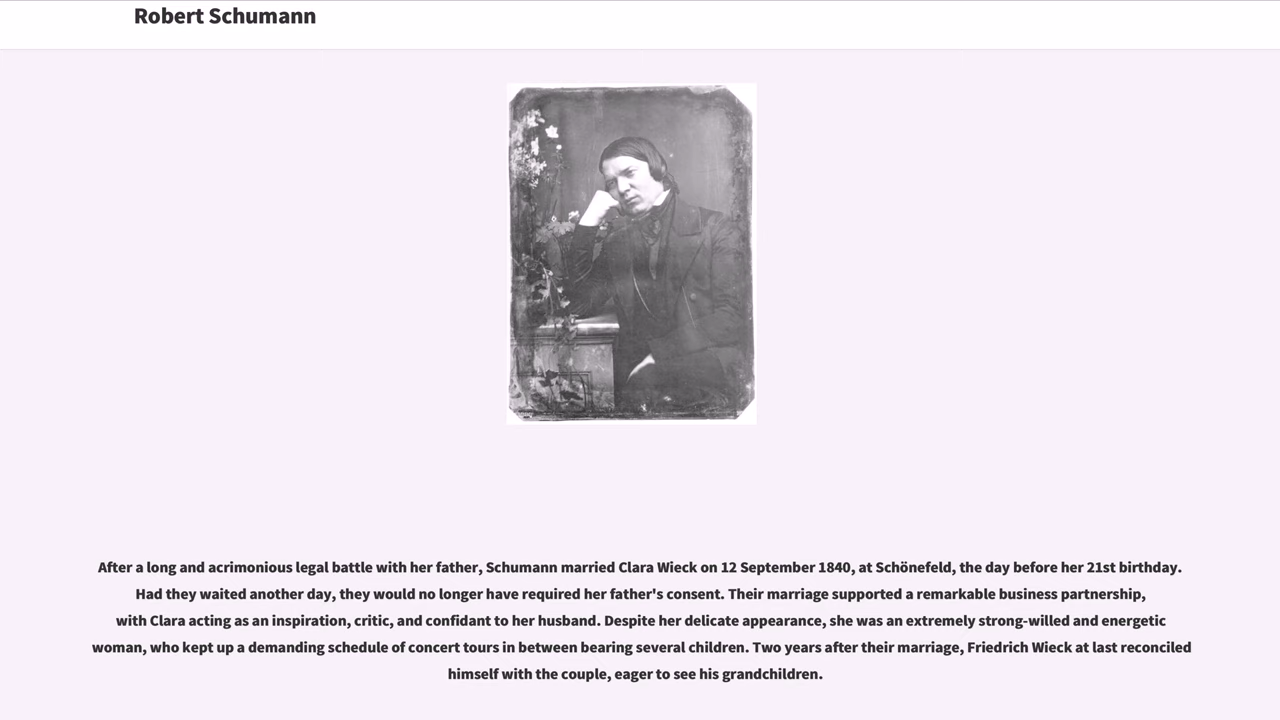 Robert Schumann
After a long and acrimonious legal battle with her father, Schumann married Clara Wieck on 12 September 1840, at Schönefeld, the day before her 21st birthday.
Had they waited another day, they would no longer have required her father's consent. Their marriage supported a remarkable business partnership,
with Clara acting as an inspiration, critic, and confidant to her husband. Despite her delicate appearance, she was an extremely strong-willed and energetic
woman, who kept up a demanding schedule of concert tours in between bearing several children. Two years after their marriage, Friedrich Wieck at last reconciled
himself with the couple, eager to see his grandchildren.